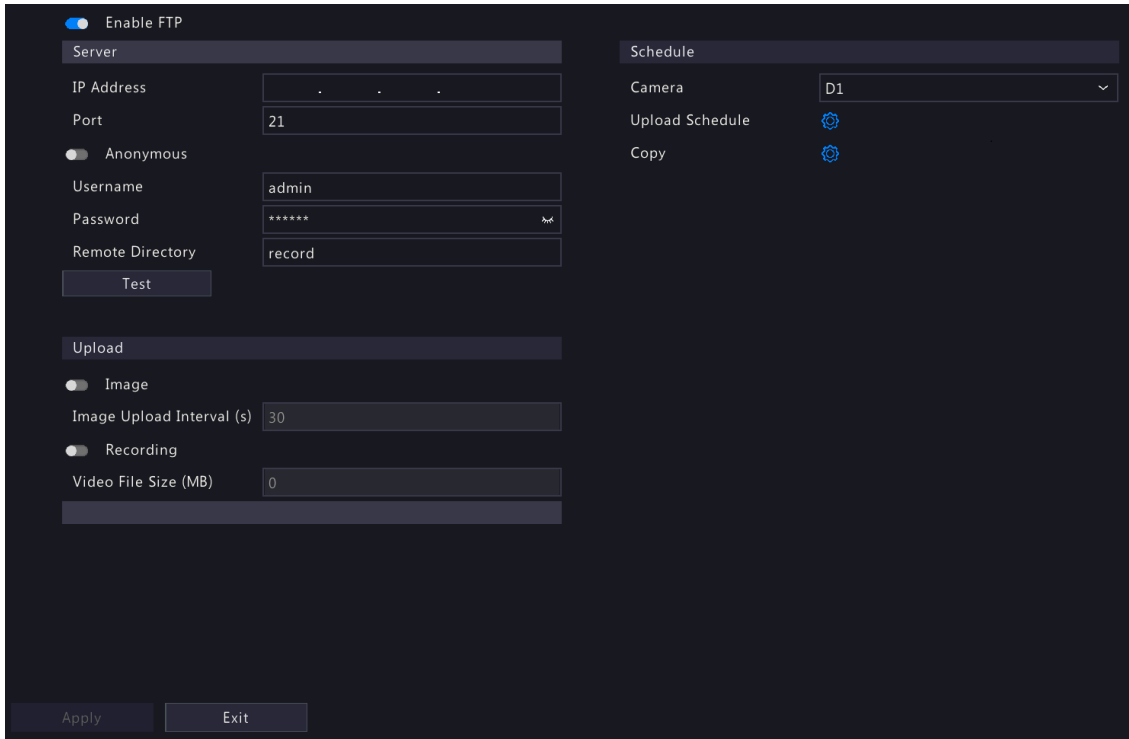 Enable FTP
Server
IP Address . . .
Port 21
Anonymous
Username admin
Password ******
Remote Directory record
Test
Upload
Image
Image Upload Interval (s) 30
Recording
Video File Size (MB) 0
Schedule
Camera D1
Upload Schedule
Copy
Apply Exit